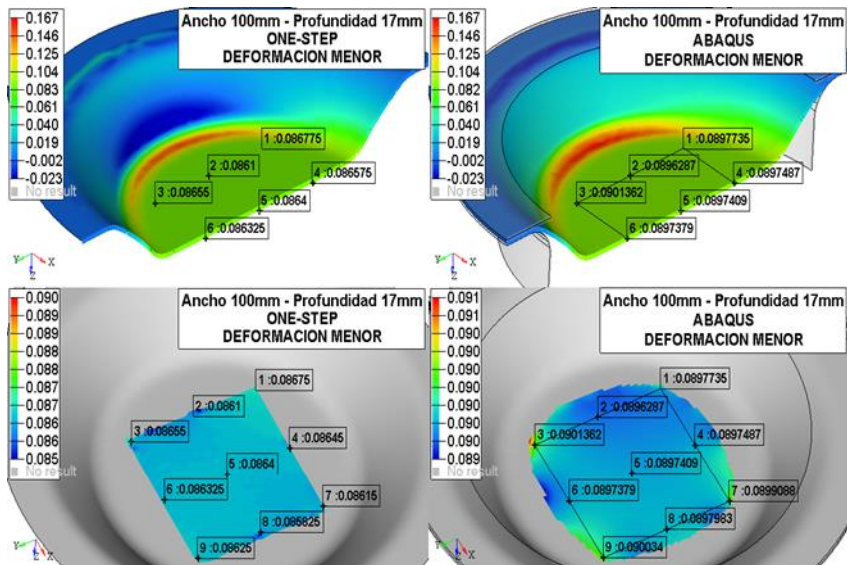 0.167
0.146
0.125
0.104
0.083
0.061
0.040
0.019
-0.002
-0.023
No result
Ancho 100mm - Profundidad 17mm
ONE-STEP
DEFORMACION MENOR
1 :0.086775
2 :0.0861
3 :0.08655
4 :0.086575
5 :0.0864
6 :0.086325
Y
X
Z
0.167
0.146
0.125
0.104
0.083
0.061
0.040
0.019
-0.002
-0.023
No result
Ancho 100mm - Profundidad 17mm
ABAQUS
DEFORMACION MENOR
1 :0.0897735
2 :0.0896287
3 :0.0901362
4 :0.0897487
5 :0.0897409
6 :0.0897379
Y
X
Z
0.090
0.089
0.088
0.088
0.087
0.087
0.086
0.085
No result
Ancho 100mm - Profundidad 17mm
ONE-STEP
DEFORMACION MENOR
1 :0.08675
2 :0.0861
3 :0.08655
4 :0.08645
5 :0.0864
6 :0.086325
7 :0.08615
8 :0.085825
9 :0.08625
Y
X
Z
0.091
0.091
0.091
0.090
0.090
0.090
0.090
0.090
0.089
No result
Ancho 100mm - Profundidad 17mm
ABAQUS
DEFORMACION MENOR
1 :0.0897735
2 :0.0896287
3 :0.0901362
4 :0.0897487
5 :0.0897409
6 :0.0897379
7 :0.0899088
8 :0.0897983
9 :0.090034
Y
X
Z